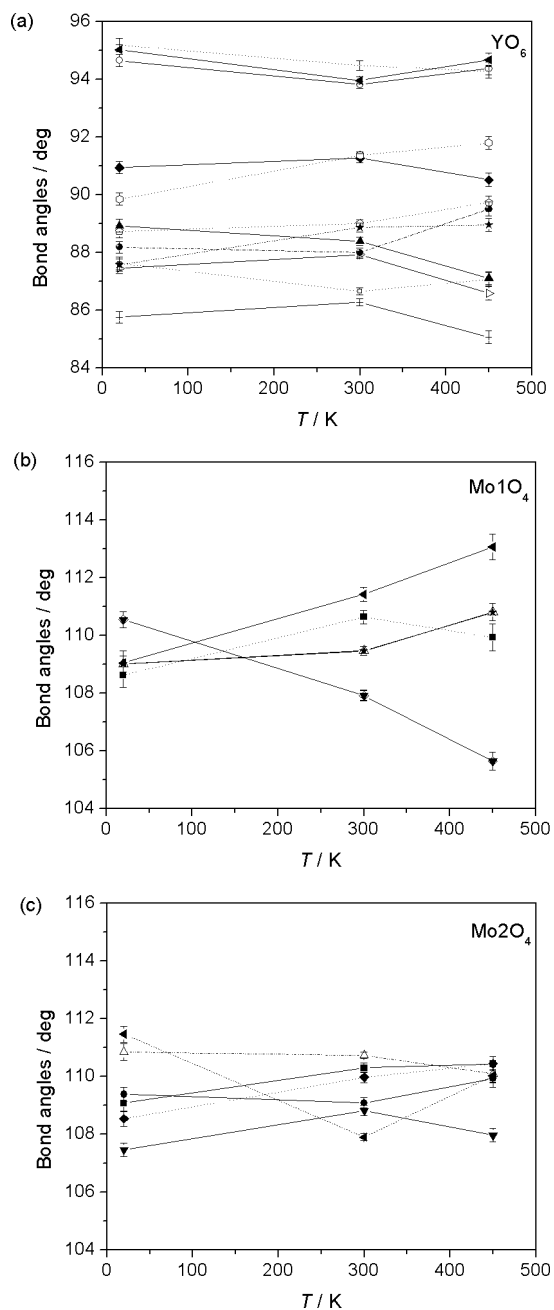 (a)
YO₆
96
94
92
90
88
86
84
Bond angles / deg
0 100 200 300 400 500
T / K
(b)
Mo1O₄
116
114
112
110
108
106
104
Bond angles / deg
0 100 200 300 400 500
T / K
(c)
Mo2O₄
116
114
112
110
108
106
104
Bond angles / deg
0 100 200 300 400 500
T / K